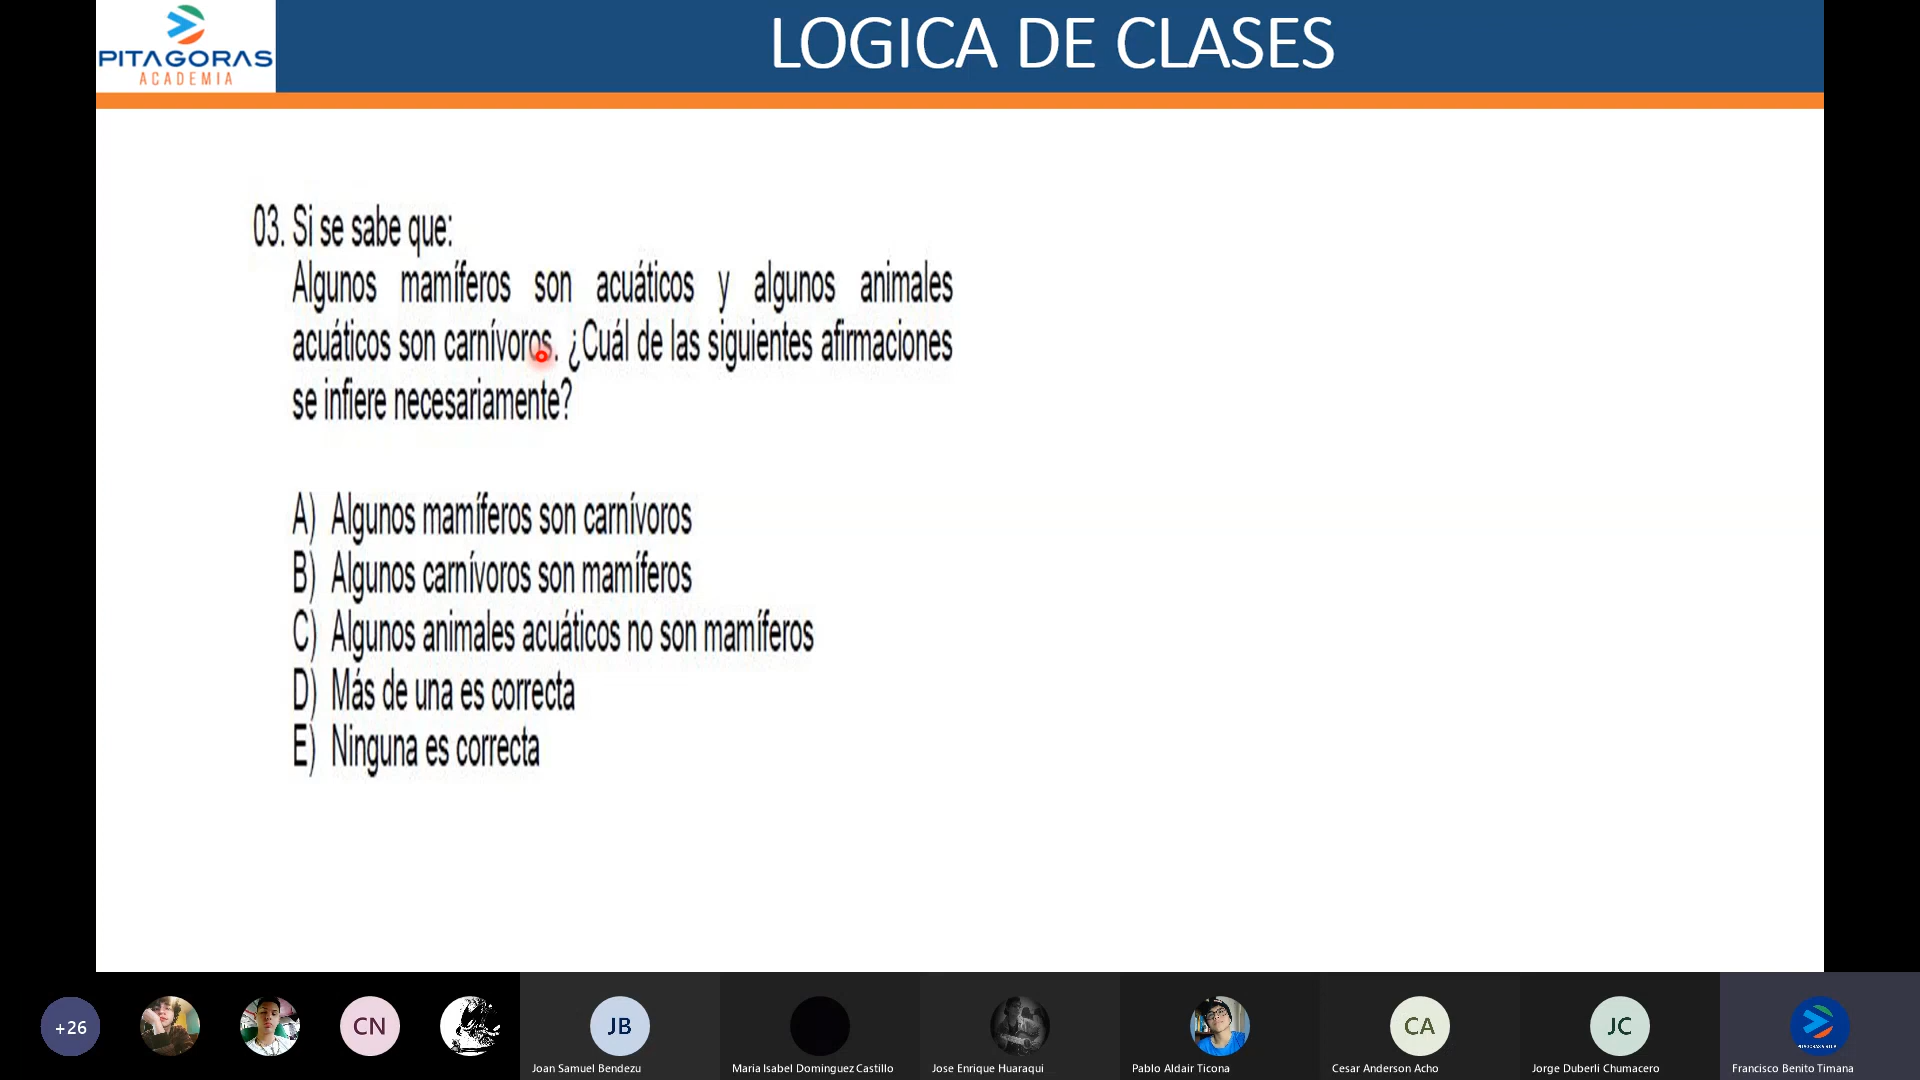 PITAGORAS
ACADEMIA
LOGICA DE CLASES
03. Si se sabe que:
Algunos mamíferos son acuáticos y algunos animales
acuáticos son carnívoros. ¿Cuál de las siguientes afirmaciones
se infiere necesariamente?
A) Algunos mamíferos son carnívoros
B) Algunos carnívoros son mamíferos
C) Algunos animales acuáticos no son mamíferos
D) Más de una es correcta
E) Ninguna es correcta
+26
CN
JB
CA
JC
Joan Samuel Bendezu
Maria Isabel Dominguez Castillo
Jose Enrique Huaraqui
Pablo Aldair Ticona
Cesar Anderson Acho
Jorge Duberli Chumacero
Francisco Benito Timana